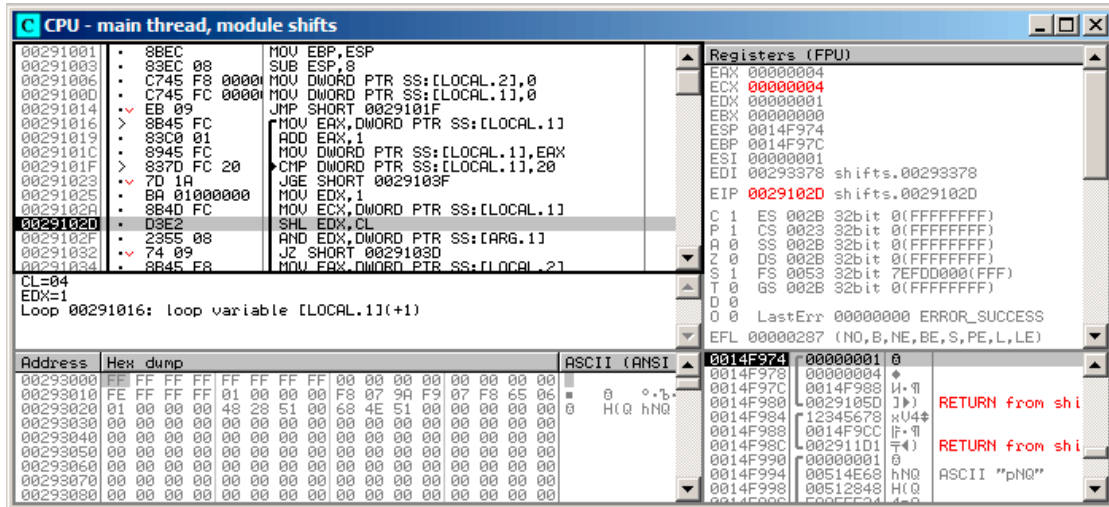 CPU - main thread, module shifts
00291001 · 8BEC MOV EBP,ESP
00291003 · 83EC 08 SUB ESP,8
00291006 · C745 F8 0000 MOV DWORD PTR SS:[LOCAL.2],0
0029100D · C745 FC 0000 MOV DWORD PTR SS:[LOCAL.1],0
00291014 · EB 09 JMP SHORT 0029101F
00291016 > 8B45 FC MOV EAX,DWORD PTR SS:[LOCAL.1]
00291019 · 83C0 01 ADD EAX,1
0029101C · 8945 FC MOV DWORD PTR SS:[LOCAL.1],EAX
0029101F > 837D FC 20 CMP DWORD PTR SS:[LOCAL.1],20
00291023 · 7D 1A JGE SHORT 0029103F
00291025 · BA 01000000 MOV EDX,1
0029102A · 8B4D FC MOV ECX,DWORD PTR SS:[LOCAL.1]
0029102D · D3E2 SHL EDX,CL
0029102F · 2355 08 AND EDX,DWORD PTR SS:[ARG.1]
00291032 · 74 09 JZ SHORT 0029103D
00291034 · 8B45 F8 MOV EAX,DWORD PTR SS:[LOCAL.2]
CL=04
EDX=1
Loop 00291016: loop variable [LOCAL.1](+1)
Registers (FPU)
EAX 00000004
ECX 00000004
EDX 00000001
EBX 00000000
ESP 0014F974
EBP 0014F97C
ESI 00000001
EDI 00293378 shifts.00293378
EIP 0029102D shifts.0029102D
C 1 ES 002B 32bit 0(FFFFFFFF)
P 1 CS 0023 32bit 0(FFFFFFFF)
A 0 SS 002B 32bit 0(FFFFFFFF)
Z 0 DS 002B 32bit 0(FFFFFFFF)
S 1 FS 0053 32bit 7EFDD000(FFF)
T 0 GS 002B 32bit 0(FFFFFFFF)
D 0
O 0 LastErr 00000000 ERROR_SUCCESS
EFL 00000287 (NO,B,NE,BE,S,PE,L,LE)
Address Hex dump ASCII (ANSI
00293000 FF FF FF FF FF FF FF FF 00 00 00 00 00 00 00 00
00293010 FE FF FF FF 01 00 00 00 F8 07 9A F9 07 F8 65 06
00293020 01 00 00 00 48 28 51 00 68 4E 51 00 00 00 00 00 H(Q hNQ
00293030 00 00 00 00 00 00 00 00 00 00 00 00 00 00 00 00
00293040 00 00 00 00 00 00 00 00 00 00 00 00 00 00 00 00
00293050 00 00 00 00 00 00 00 00 00 00 00 00 00 00 00 00
00293060 00 00 00 00 00 00 00 00 00 00 00 00 00 00 00 00
00293070 00 00 00 00 00 00 00 00 00 00 00 00 00 00 00 00
00293080 00 00 00 00 00 00 00 00 00 00 00 00 00 00 00 00
0014F974 00000001
0014F978 00000004 ♦
0014F97C 0014F988 И·¶
0014F980 0029105D ]►) RETURN from shi
0014F984 12345678 xV4‡
0014F988 0014F9CC
0014F98C 002911D1 RETURN from shi
0014F990 00000001
0014F994 00514E68 hNQ ASCII "pNQ"
0014F998 00512848 H(Q